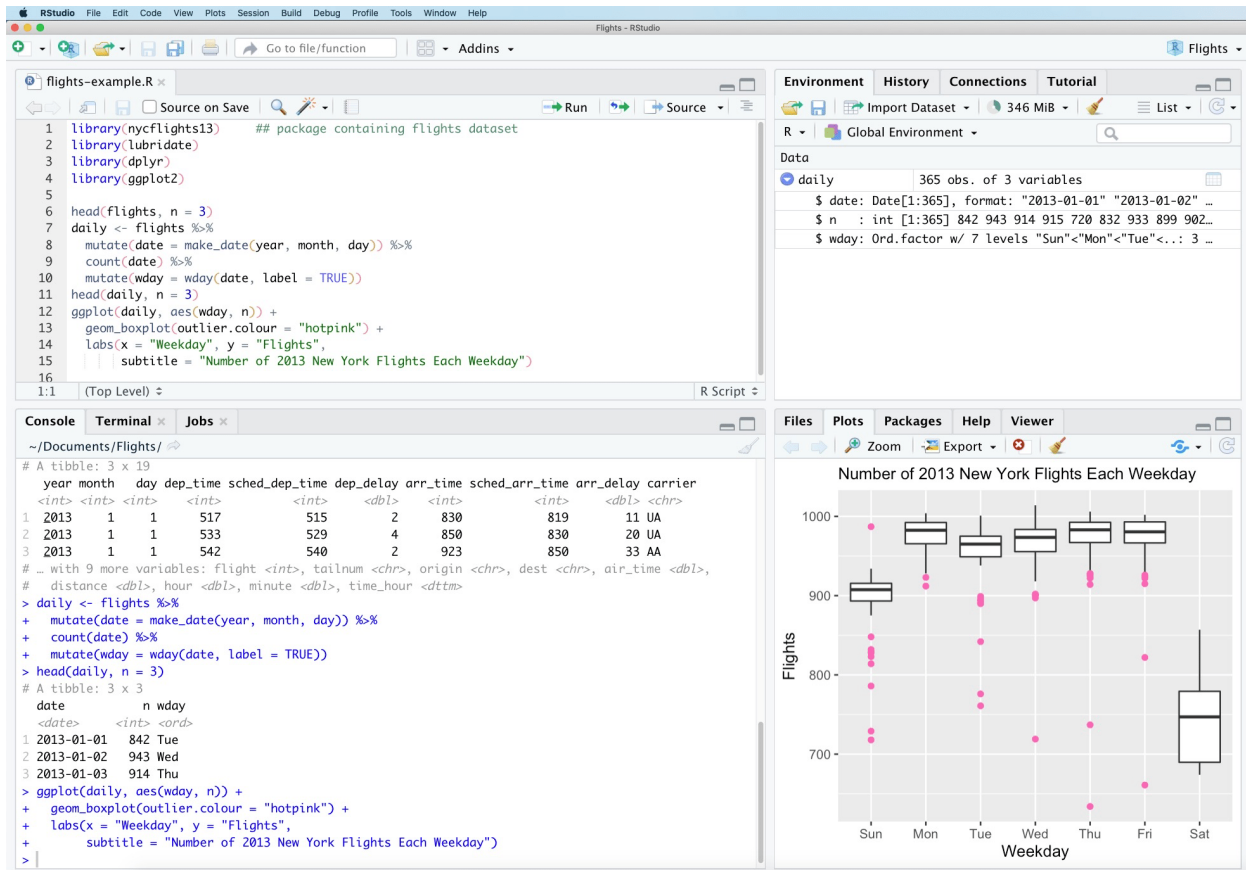 RStudio File Edit Code View Plots Session Build Debug Profile Tools Window Help
Flights - RStudio
Go to file/function Addins Flights
flights-example.R
Source on Save Run Source
1 library(nycflights13)     ## package containing flights dataset
2 library(lubridate)
3 library(dplyr)
4 library(ggplot2)
5
6 head(flights, n = 3)
7 daily <- flights %>%
8   mutate(date = make_date(year, month, day)) %>%
9   count(date) %>%
10   mutate(wday = wday(date, label = TRUE))
11 head(daily, n = 3)
12 ggplot(daily, aes(wday, n)) +
13   geom_boxplot(outlier.colour = "hotpink") +
14   labs(x = "Weekday", y = "Flights",
15        subtitle = "Number of 2013 New York Flights Each Weekday")
16
1:1 (Top Level) R Script
Console Terminal Jobs
~/Documents/Flights/
# A tibble: 3 x 19
   year month   day dep_time sched_dep_time dep_delay arr_time sched_arr_time arr_delay carrier
  <int> <int> <int>    <int>          <int>     <dbl>    <int>          <int>     <dbl> <chr>
1  2013     1     1      517            515         2      830            819        11 UA
2  2013     1     1      533            529         4      850            830        20 UA
3  2013     1     1      542            540         2      923            850        33 AA
# … with 9 more variables: flight <int>, tailnum <chr>, origin <chr>, dest <chr>, air_time <dbl>,
#   distance <dbl>, hour <dbl>, minute <dbl>, time_hour <dttm>
> daily <- flights %>%
+   mutate(date = make_date(year, month, day)) %>%
+   count(date) %>%
+   mutate(wday = wday(date, label = TRUE))
> head(daily, n = 3)
# A tibble: 3 x 3
  date           n wday
  <date>     <int> <ord>
1 2013-01-01   842 Tue
2 2013-01-02   943 Wed
3 2013-01-03   914 Thu
> ggplot(daily, aes(wday, n)) +
+   geom_boxplot(outlier.colour = "hotpink") +
+   labs(x = "Weekday", y = "Flights",
+        subtitle = "Number of 2013 New York Flights Each Weekday")
>
Environment History Connections Tutorial
Import Dataset 346 MiB List
R Global Environment
Data
daily 365 obs. of 3 variables
$ date: Date[1:365], format: "2013-01-01" "2013-01-02" …
$ n   : int [1:365] 842 943 914 915 720 832 933 899 902…
$ wday: Ord.factor w/ 7 levels "Sun"<"Mon"<"Tue"<..: 3 …
Files Plots Packages Help Viewer
Zoom Export
Number of 2013 New York Flights Each Weekday
Flights
1000
900
800
700
Sun Mon Tue Wed Thu Fri Sat
Weekday